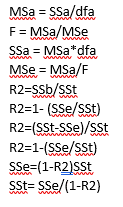 MSa = SSa/dfa
F = MSa/MSe
SSa = MSa*dfa
MSe = MSa/F
R2=SSb/SSt
R2=1- (SSe/SSt)
R2=(SSt-SSe)/SSt
R2=1-(SSe/SSt)
SSe=(1-R2)SSt
SSt= SSe/(1-R2)